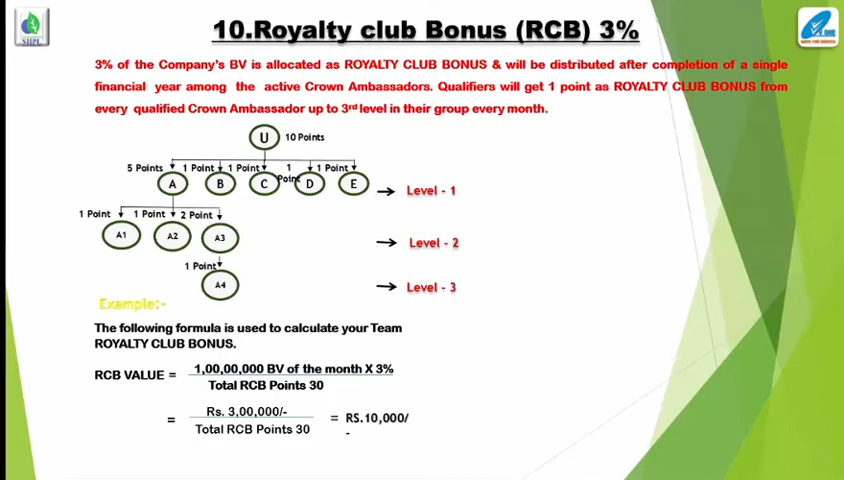 10.Royalty club Bonus (RCB) 3%
SHPL
3% of the Company's BV is allocated as ROYALTY CLUB BONUS & will be distributed after completion of a single
financial year among the active Crown Ambassadors. Qualifiers will get 1 point as ROYALTY CLUB BONUS from
every qualified Crown Ambassador up to 3rd level in their group every month.
U 10 Points
5 Points 1 Point 1 Point 1 Point 1 Point
A B C D E Level - 1
1 Point 1 Point 2 Point
A1 A2 A3 Level - 2
1 Point
A4 Level - 3
Example:-
The following formula is used to calculate your Team
ROYALTY CLUB BONUS.
RCB VALUE = 1,00,00,000 BV of the month X 3%
Total RCB Points 30
= Rs. 3,00,000/- = RS.10,000/
Total RCB Points 30 -